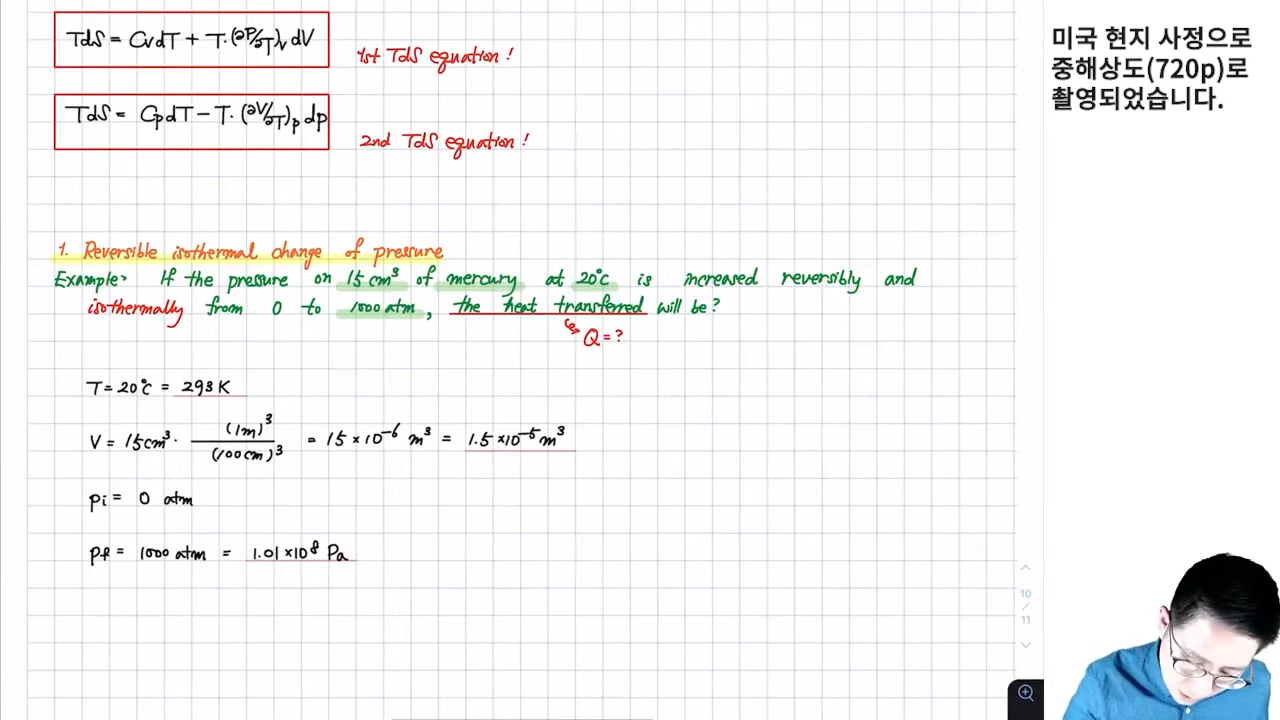 TdS = CvdT + T·(∂P/∂T)v dV
1st TdS equation!
TdS = CpdT − T·(∂V/∂T)p dp
2nd TdS equation!
1. Reversible isothermal change of pressure
Example> If the pressure on 15 cm³ of mercury at 20°C is increased reversibly and
isothermally from 0 to 1000 atm, the heat transferred will be?
↳ Q = ?
T = 20°C = 293 K
V = 15cm³ · (1m)³/(100cm)³ = 15 × 10⁻⁶ m³ = 1.5 × 10⁻⁵ m³
pi = 0 atm
pf = 1000 atm = 1.01 × 10⁸ Pa
미국 현지 사정으로
중해상도(720p)로
촬영되었습니다.
10
/
11